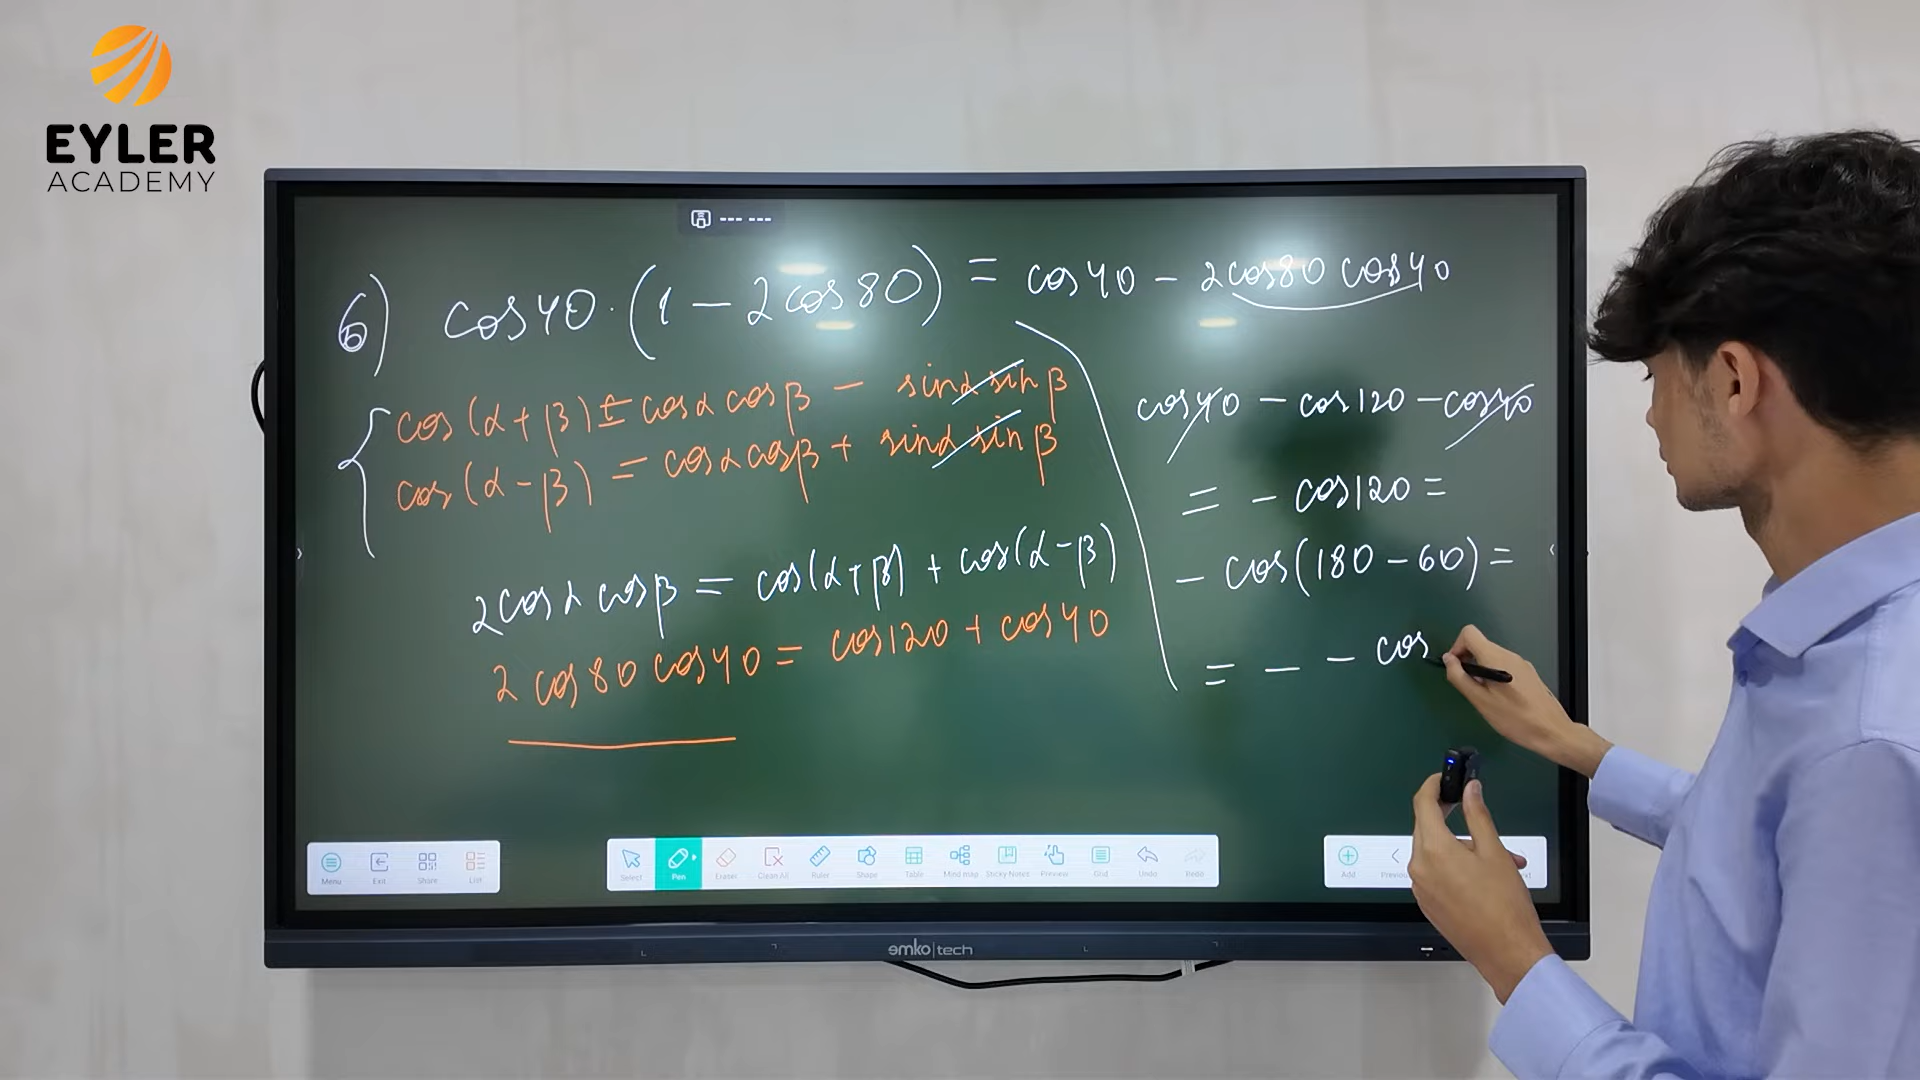 EYLER
ACADEMY
6) cos40·(1 − 2cos80) = cos40 − 2cos80 cos40
cos(α+β) ± cosα cosβ − sinα sinβ
cos(α−β) = cosα cosβ + sinα sinβ
2cosα cosβ = cos(α+β) + cos(α−β)
2 cos80 cos40 = cos120 + cos40
cos40 − cos120 − cos40
= − cos120 =
− cos(180 − 60) =
= − − cos
Menu Exit Share List
Select Pen Eraser Clean All Ruler Shape Table Mind map Sticky Notes Preview Grid Undo Redo
Add
emko|tech